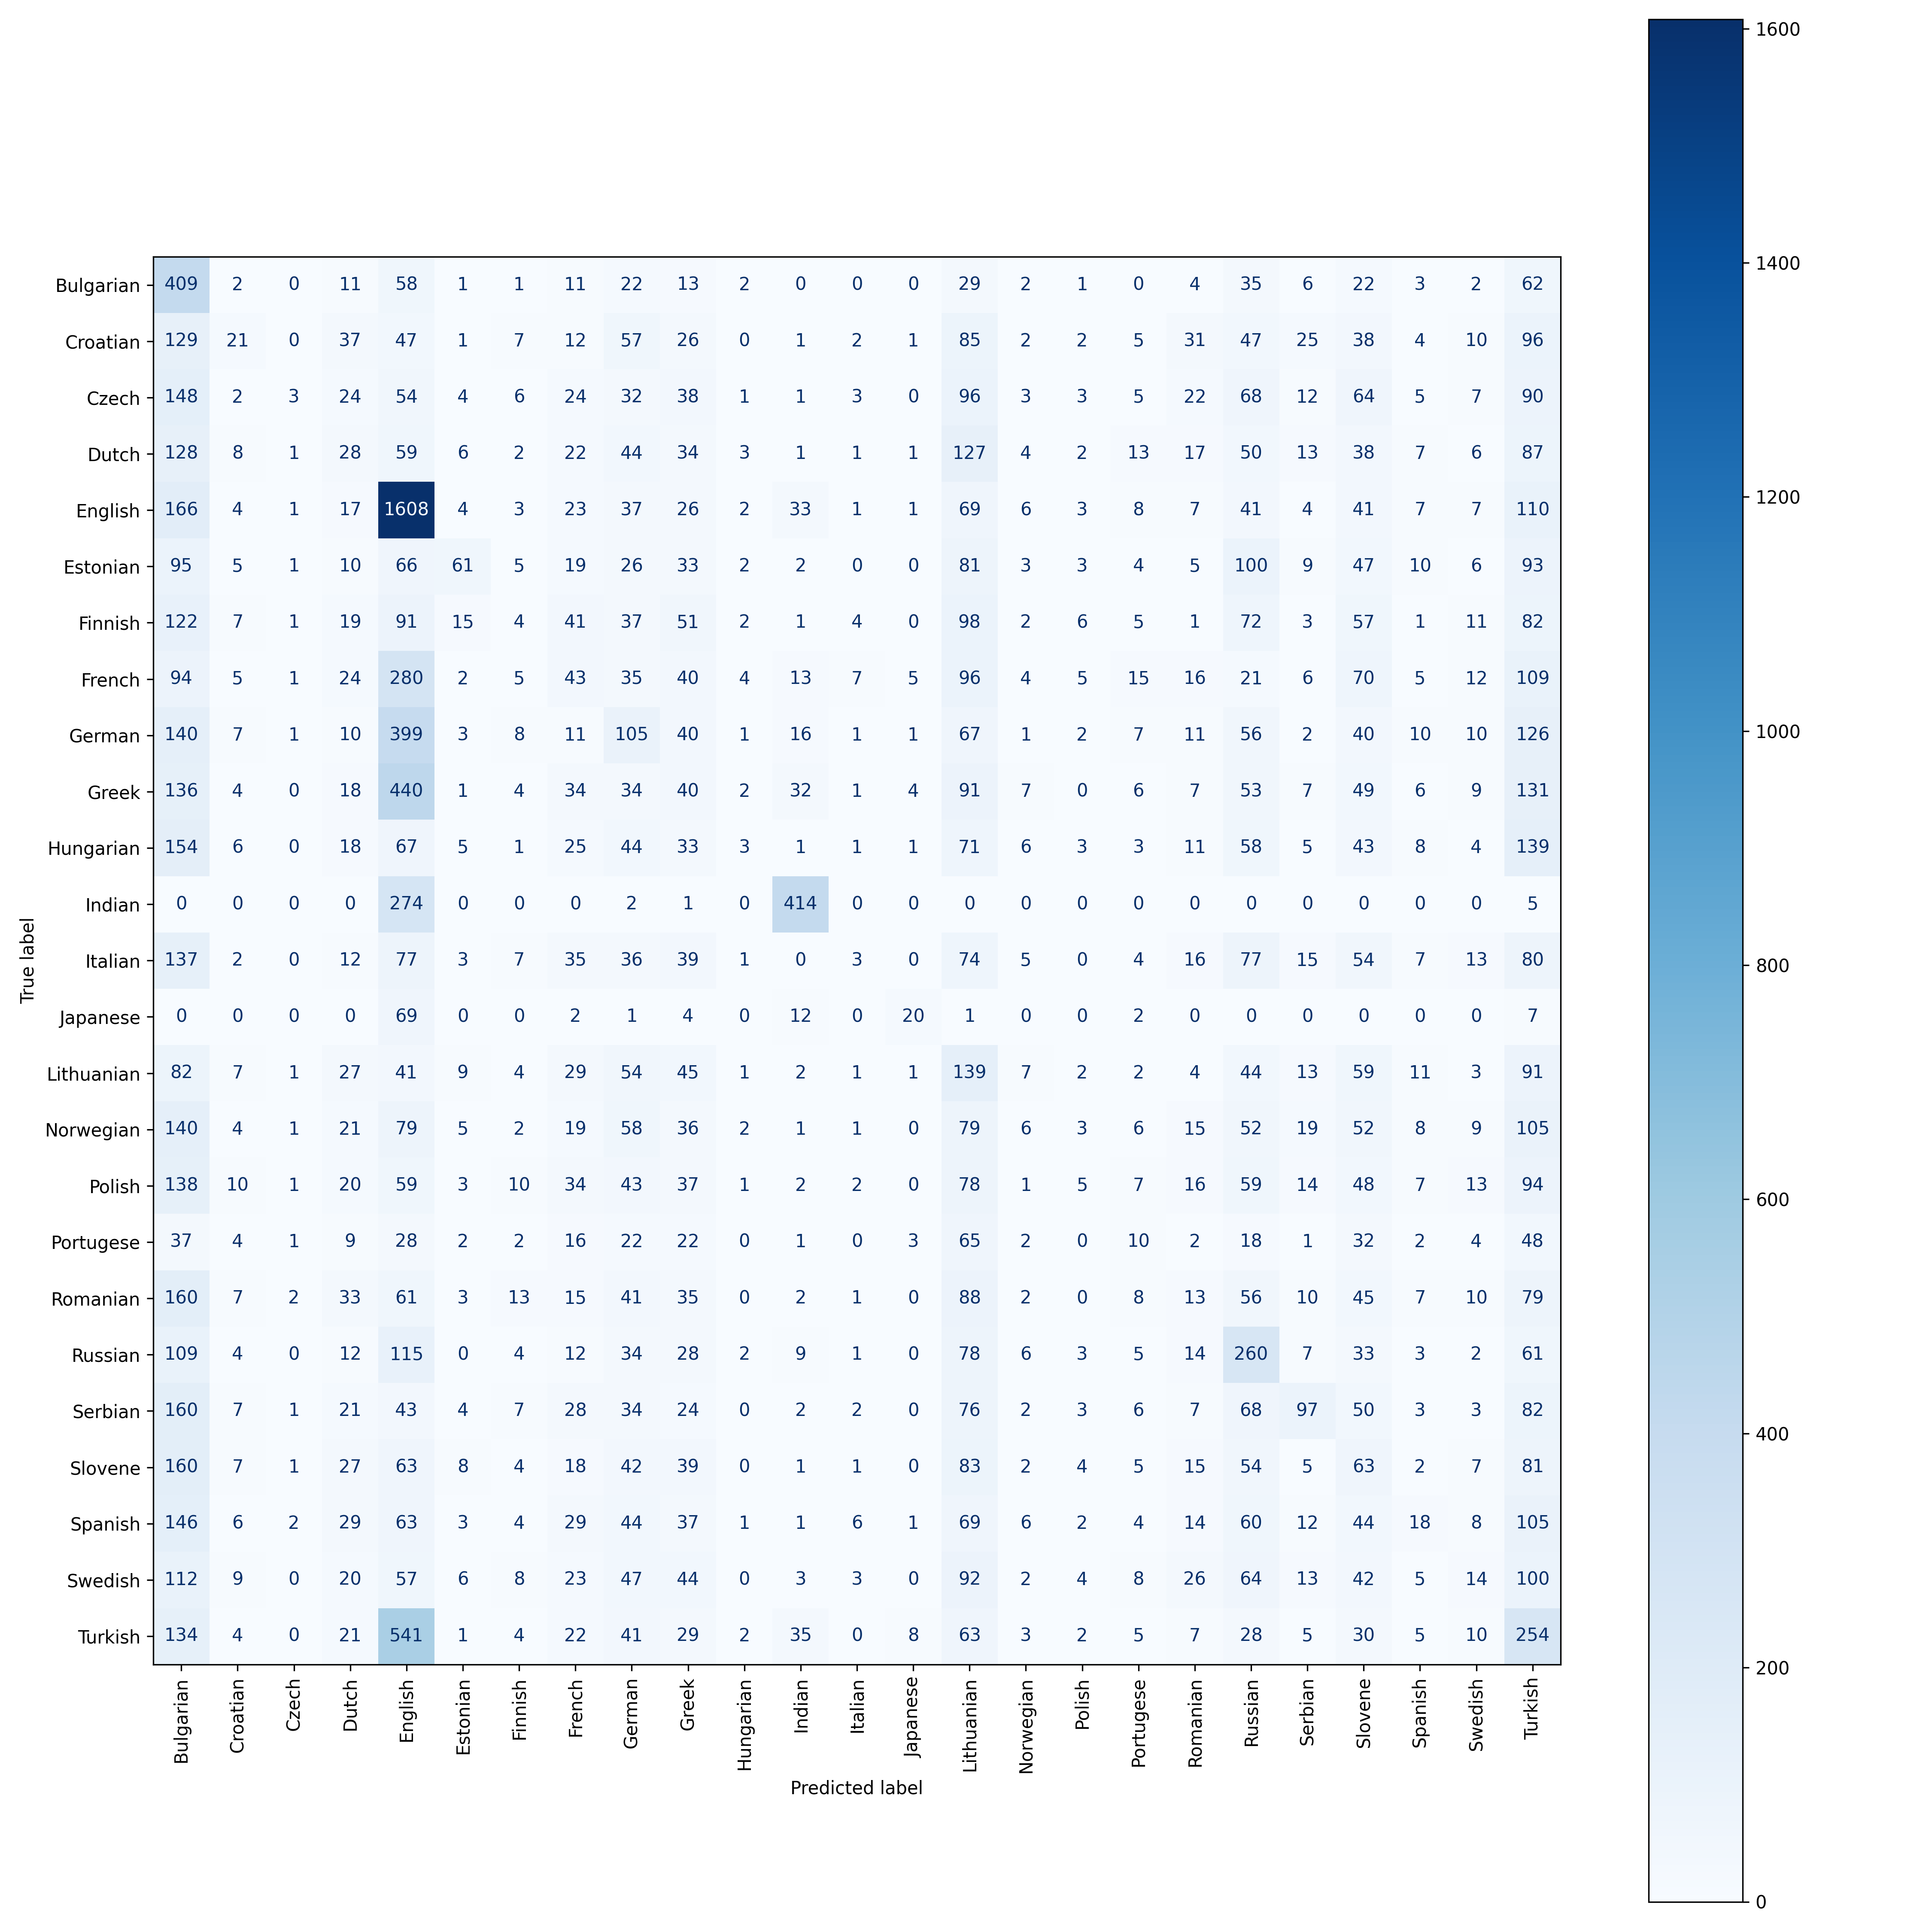 1600
1400
1200
1000
800
600
400
200
0
True label
Bulgarian 409 2 0 11 58 1 1 11 22 13 2 0 0 0 29 2 1 0 4 35 6 22 3 2 62
Croatian 129 21 0 37 47 1 7 12 57 26 0 1 2 1 85 2 2 5 31 47 25 38 4 10 96
Czech 148 2 3 24 54 4 6 24 32 38 1 1 3 0 96 3 3 5 22 68 12 64 5 7 90
Dutch 128 8 1 28 59 6 2 22 44 34 3 1 1 1 127 4 2 13 17 50 13 38 7 6 87
English 166 4 1 17 1608 4 3 23 37 26 2 33 1 1 69 6 3 8 7 41 4 41 7 7 110
Estonian 95 5 1 10 66 61 5 19 26 33 2 2 0 0 81 3 3 4 5 100 9 47 10 6 93
Finnish 122 7 1 19 91 15 4 41 37 51 2 1 4 0 98 2 6 5 1 72 3 57 1 11 82
French 94 5 1 24 280 2 5 43 35 40 4 13 7 5 96 4 5 15 16 21 6 70 5 12 109
German 140 7 1 10 399 3 8 11 105 40 1 16 1 1 67 1 2 7 11 56 2 40 10 10 126
Greek 136 4 0 18 440 1 4 34 34 40 2 32 1 4 91 7 0 6 7 53 7 49 6 9 131
Hungarian 154 6 0 18 67 5 1 25 44 33 3 1 1 1 71 6 3 3 11 58 5 43 8 4 139
Indian 0 0 0 0 274 0 0 0 2 1 0 414 0 0 0 0 0 0 0 0 0 0 0 0 5
Italian 137 2 0 12 77 3 7 35 36 39 1 0 3 0 74 5 0 4 16 77 15 54 7 13 80
Japanese 0 0 0 0 69 0 0 2 1 4 0 12 0 20 1 0 0 2 0 0 0 0 0 0 7
Lithuanian 82 7 1 27 41 9 4 29 54 45 1 2 1 1 139 7 2 2 4 44 13 59 11 3 91
Norwegian 140 4 1 21 79 5 2 19 58 36 2 1 1 0 79 6 3 6 15 52 19 52 8 9 105
Polish 138 10 1 20 59 3 10 34 43 37 1 2 2 0 78 1 5 7 16 59 14 48 7 13 94
Portugese 37 4 1 9 28 2 2 16 22 22 0 1 0 3 65 2 0 10 2 18 1 32 2 4 48
Romanian 160 7 2 33 61 3 13 15 41 35 0 2 1 0 88 2 0 8 13 56 10 45 7 10 79
Russian 109 4 0 12 115 0 4 12 34 28 2 9 1 0 78 6 3 5 14 260 7 33 3 2 61
Serbian 160 7 1 21 43 4 7 28 34 24 0 2 2 0 76 2 3 6 7 68 97 50 3 3 82
Slovene 160 7 1 27 63 8 4 18 42 39 0 1 1 0 83 2 4 5 15 54 5 63 2 7 81
Spanish 146 6 2 29 63 3 4 29 44 37 1 1 6 1 69 6 2 4 14 60 12 44 18 8 105
Swedish 112 9 0 20 57 6 8 23 47 44 0 3 3 0 92 2 4 8 26 64 13 42 5 14 100
Turkish 134 4 0 21 541 1 4 22 41 29 2 35 0 8 63 3 2 5 7 28 5 30 5 10 254
Bulgarian Croatian Czech Dutch English Estonian Finnish French German Greek Hungarian Indian Italian Japanese Lithuanian Norwegian Polish Portugese Romanian Russian Serbian Slovene Spanish Swedish Turkish
Predicted label